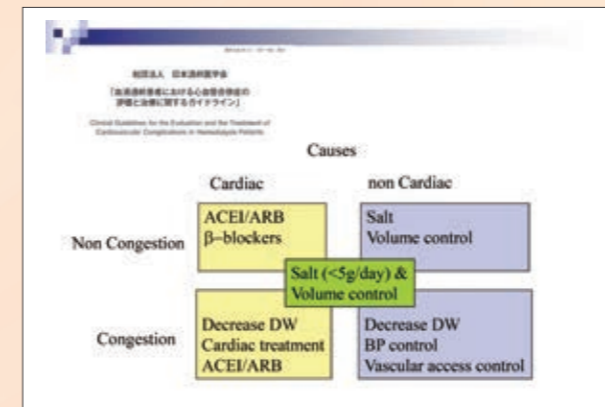 社団法人 日本透析医学会
「血液透析患者における心血管合併症の
評価と治療に関するガイドライン」
Clinical Guidelines for the Evaluation and the Treatment of
Cardiovascular Complications in Hemodialysis Patients
Causes
Cardiac
non Cardiac
Non Congestion
ACEI/ARB
β-blockers
Salt
Volume control
Salt (<5g/day) &
Volume control
Congestion
Decrease DW
Cardiac treatment
ACEI/ARB
Decrease DW
BP control
Vascular access control